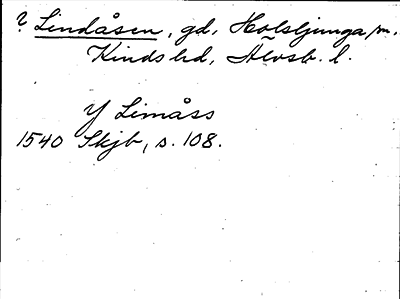 ? Lindåsen, gd, Holsljunga sn.
Kinds hd, Älvsb. l.
Y Limåss
1540 Skjb, s. 108.